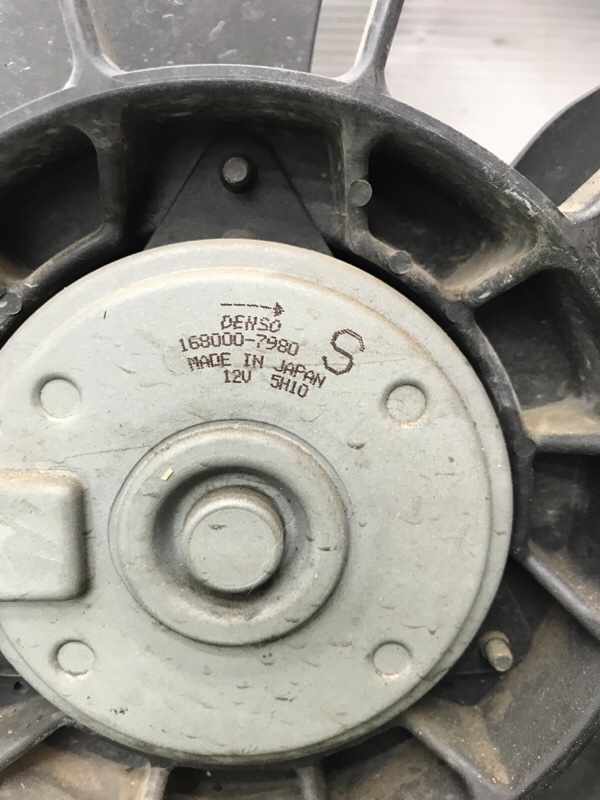 DENSO
168000-7980
S
MADE IN JAPAN
12V 5H10